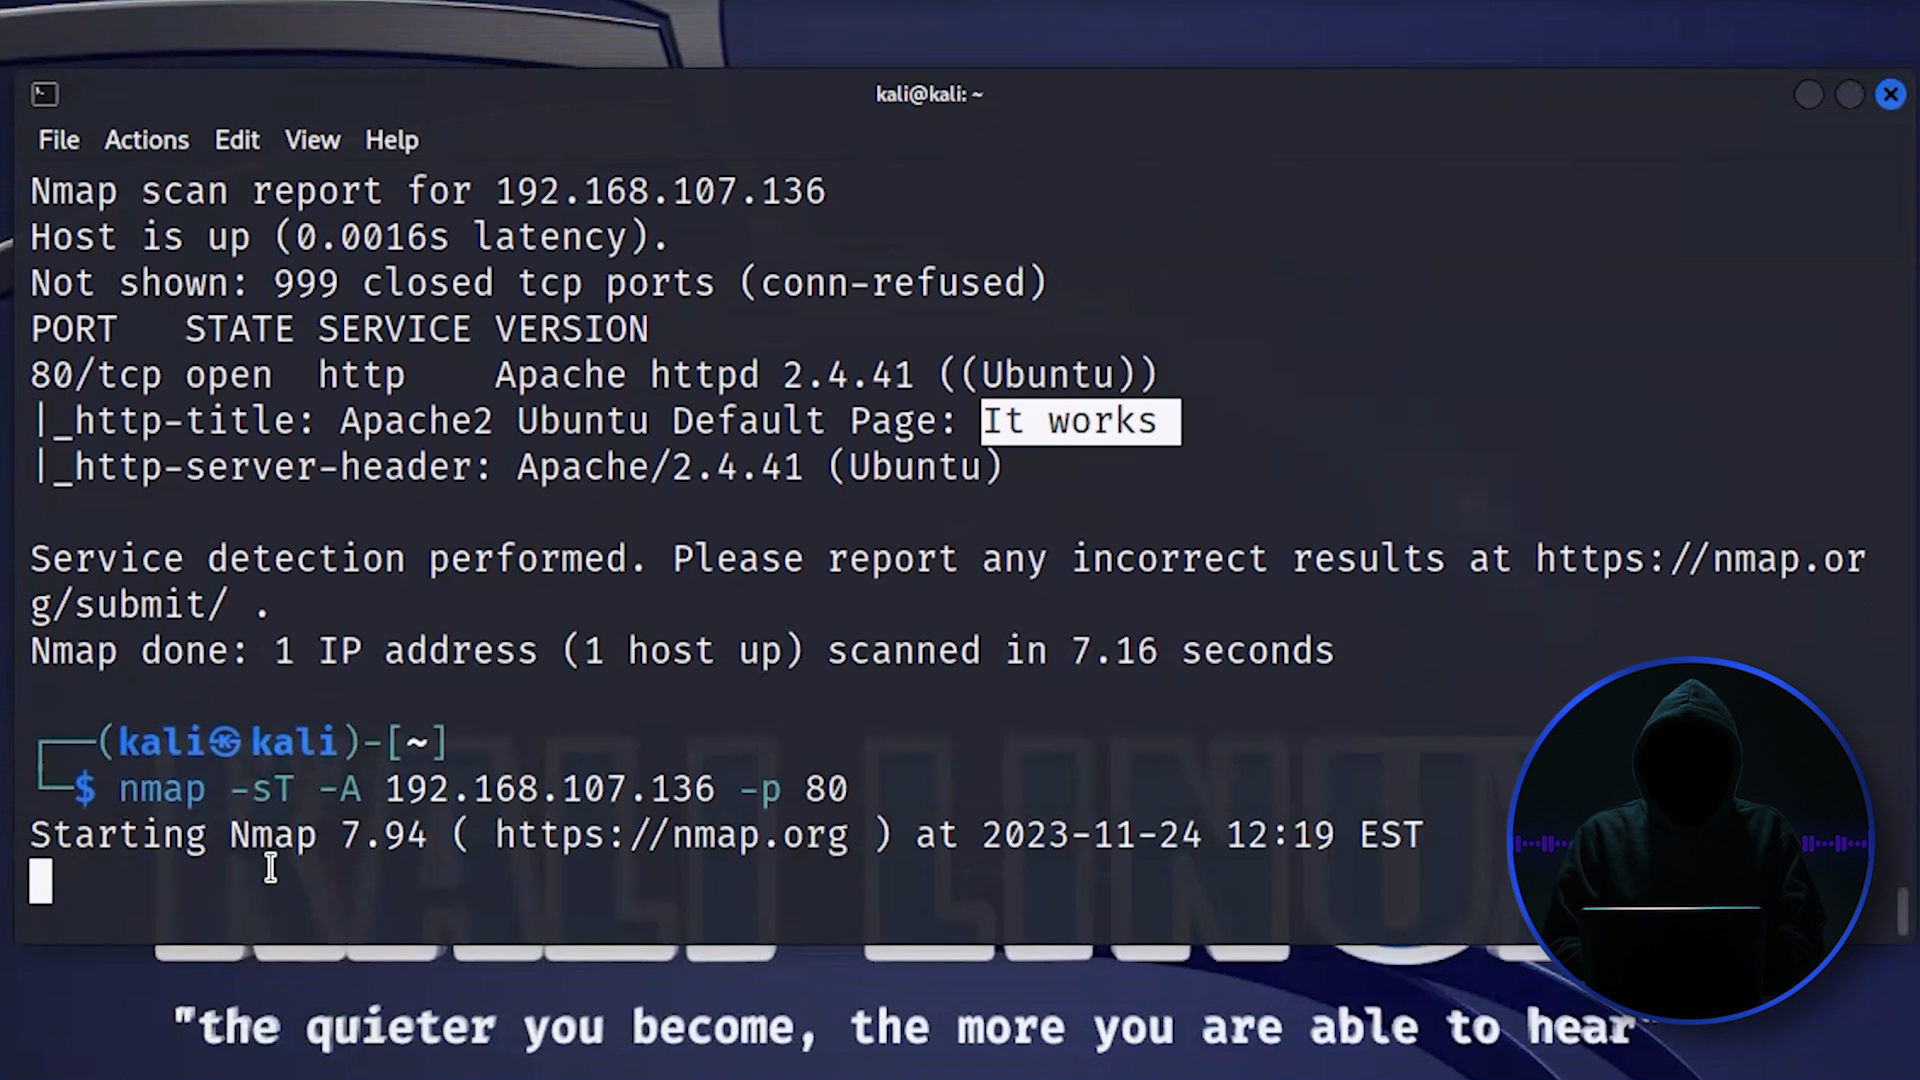 kali@kali: ~
File Actions Edit View Help
Nmap scan report for 192.168.107.136
Host is up (0.0016s latency).
Not shown: 999 closed tcp ports (conn-refused)
PORT   STATE SERVICE VERSION
80/tcp open  http    Apache httpd 2.4.41 ((Ubuntu))
|_http-title: Apache2 Ubuntu Default Page: It works
|_http-server-header: Apache/2.4.41 (Ubuntu)
Service detection performed. Please report any incorrect results at https://nmap.or
g/submit/ .
Nmap done: 1 IP address (1 host up) scanned in 7.16 seconds
┌──(kali㉿kali)-[~]
└─$ nmap -sT -A 192.168.107.136 -p 80
Starting Nmap 7.94 ( https://nmap.org ) at 2023-11-24 12:19 EST
KALI LINUX
"the quieter you become, the more you are able to hear"